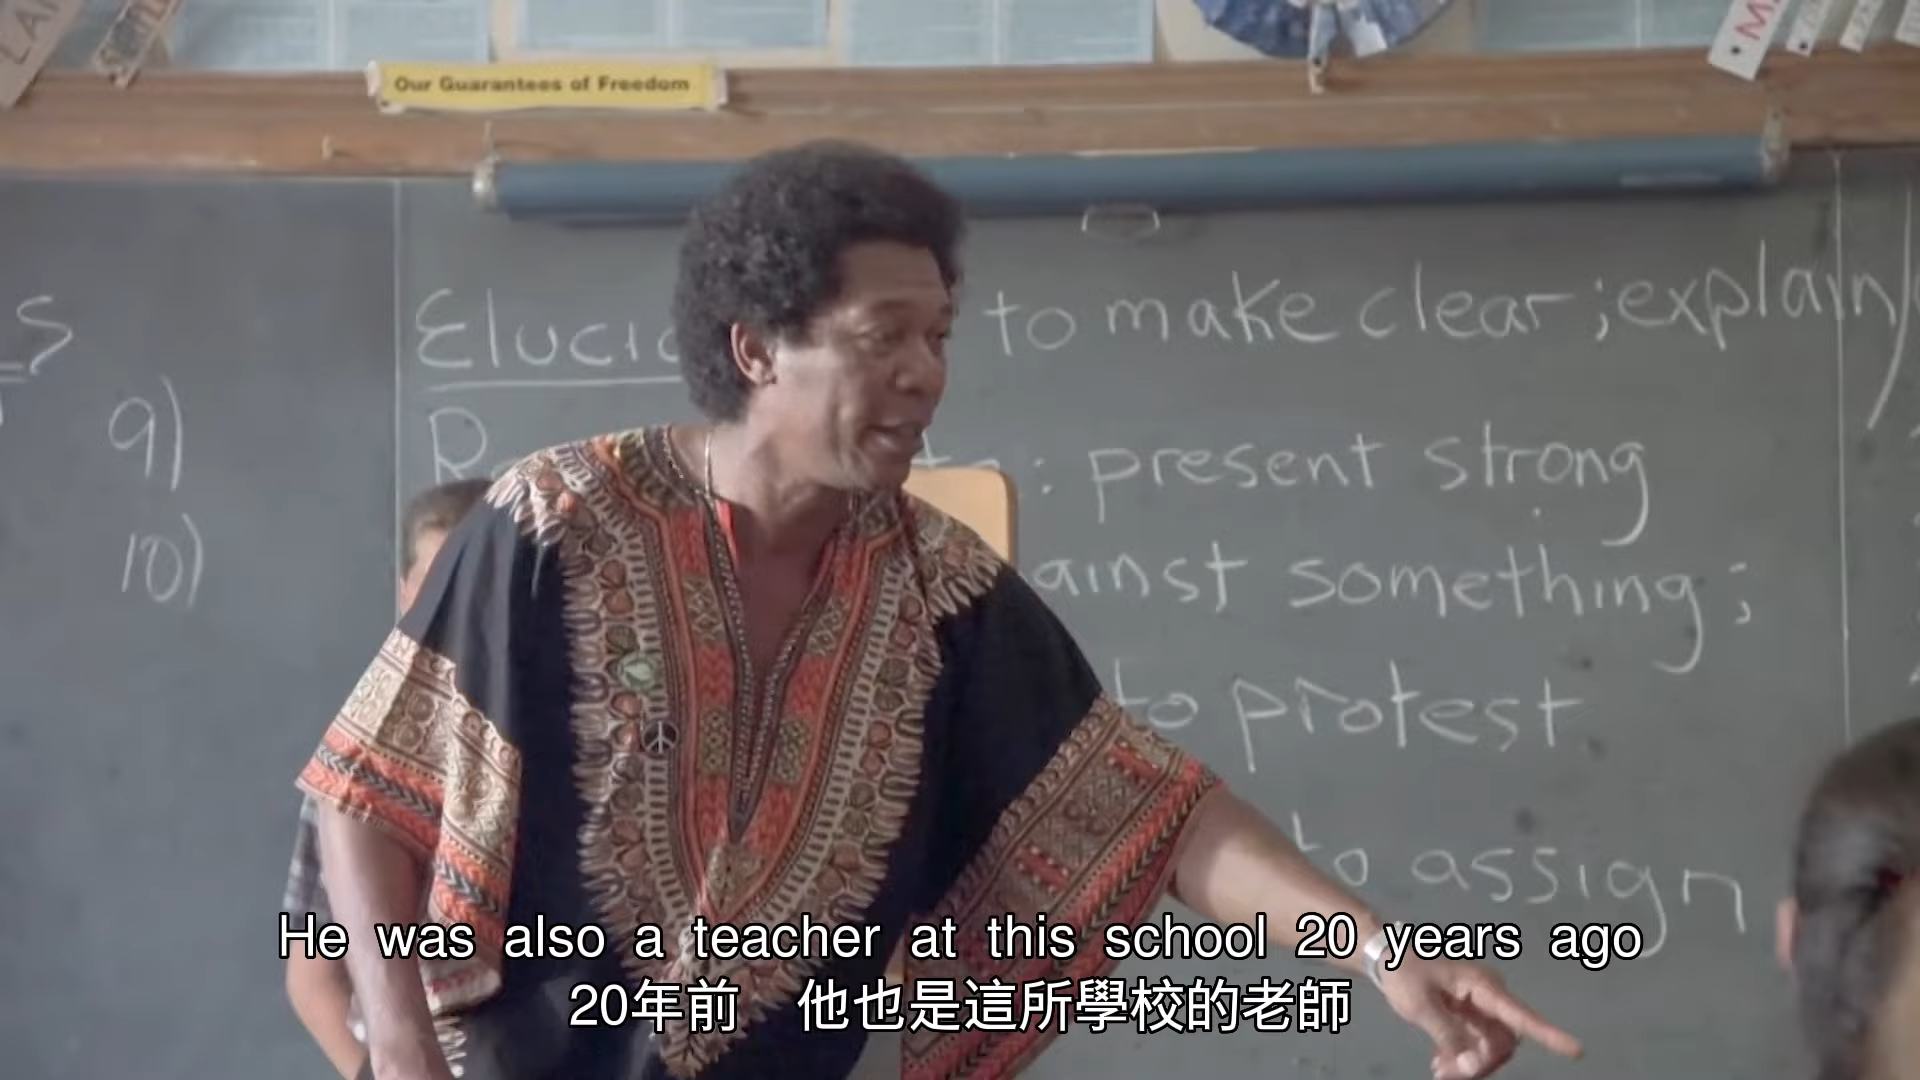 Our Guarantees of Freedom
to make clear; explain
9)
: present strong
10)
something;
to protest
to assign
He was also a teacher at this school 20 years ago
20年前 他也是這所學校的老師